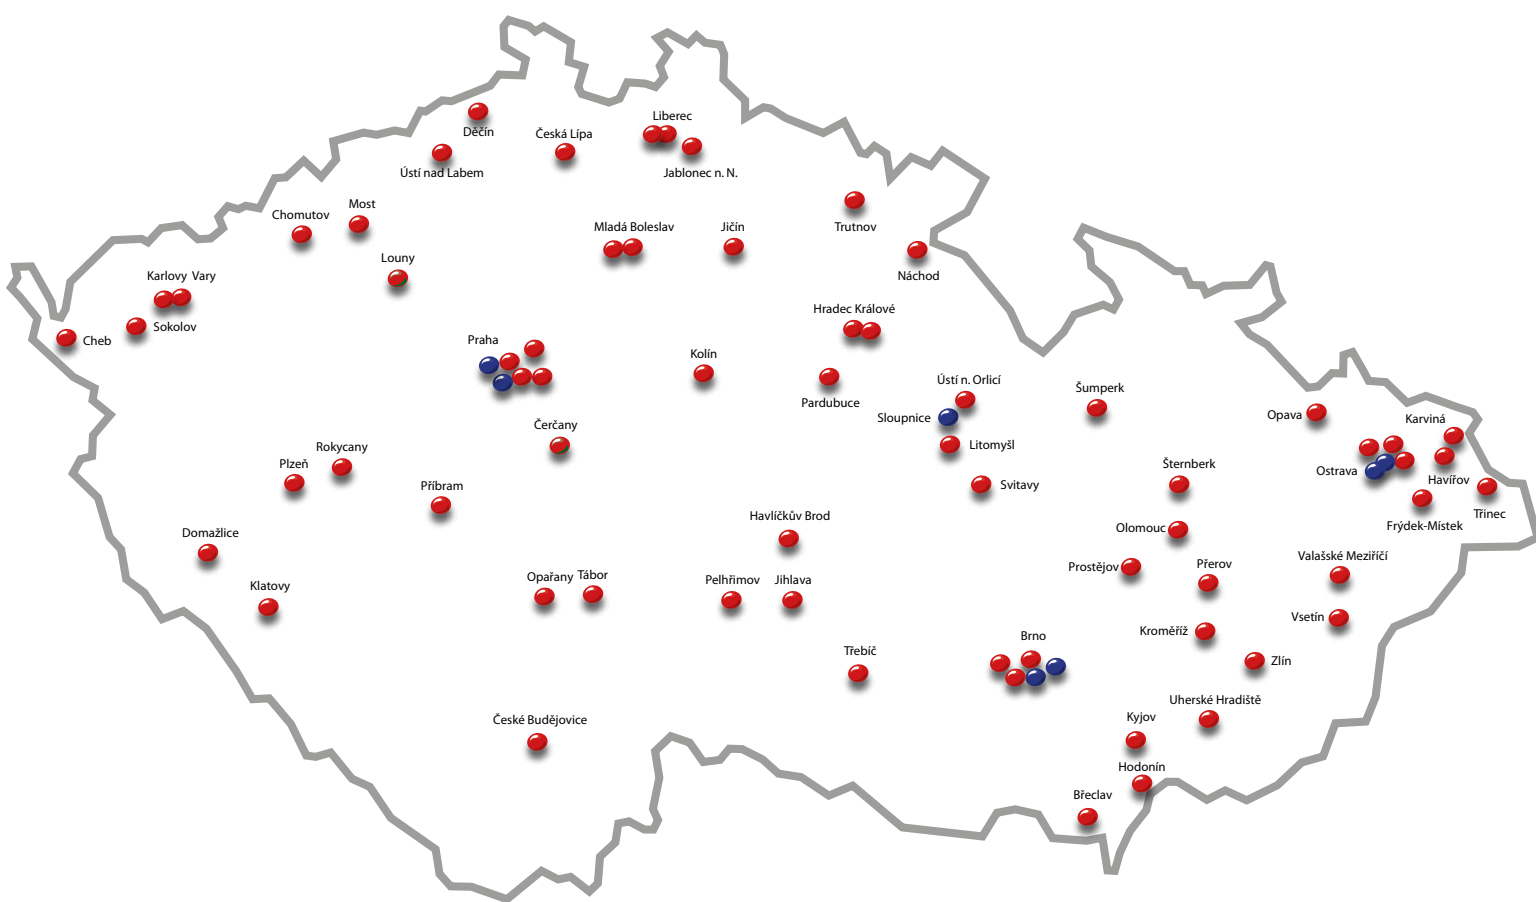 Liberec
Děčín
Česká Lípa
Ústí nad Labem
Jablonec n. N.
Most
Chomutov
Mladá Boleslav
Jičín
Trutnov
Louny
Karlovy Vary
Náchod
Hradec Králové
Sokolov
Cheb
Praha
Kolín
Ústí n. Orlicí
Šumperk
Pardubuce
Sloupnice
Opava
Karviná
Čerčany
Rokycany
Litomyšl
Plzeň
Šternberk
Ostrava
Havířov
Příbram
Svitavy
Třinec
Havlíčkův Brod
Frýdek-Místek
Olomouc
Domažlice
Valašské Meziříčí
Prostějov
Přerov
Opařany
Tábor
Pelhřimov
Jihlava
Klatovy
Vsetín
Kroměříž
Brno
Třebíč
Zlín
Uherské Hradiště
České Budějovice
Kyjov
Hodonín
Břeclav